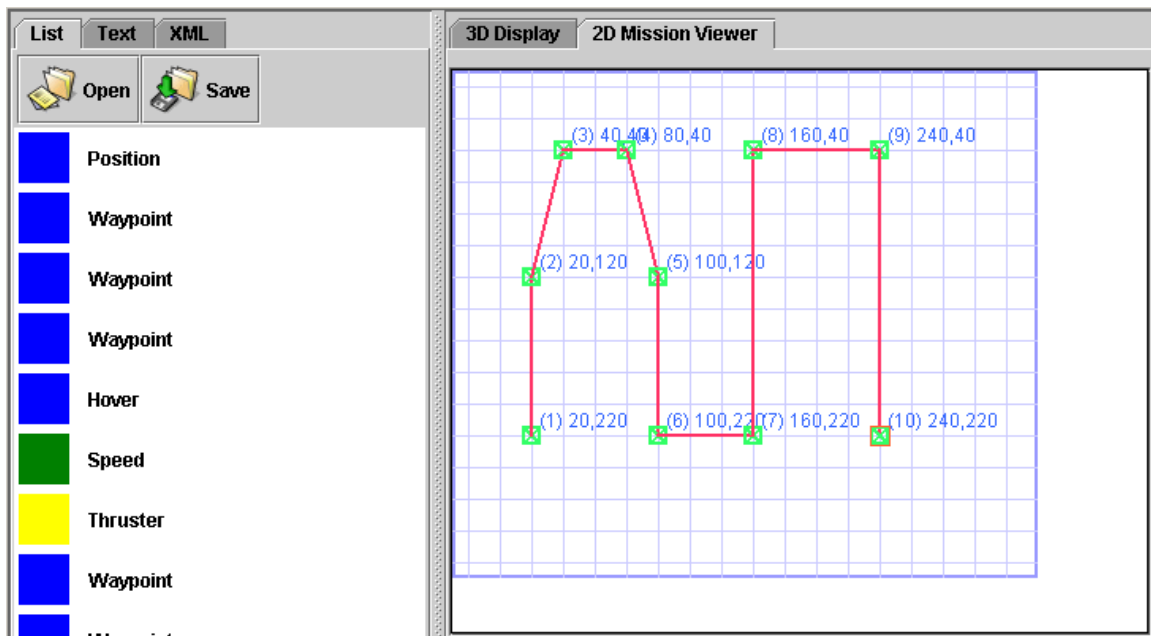 List Text XML
Open Save
Position
Waypoint
Waypoint
Waypoint
Hover
Speed
Thruster
Waypoint
Waypoint
3D Display 2D Mission Viewer
(3) 40,40 (4) 80,40 (8) 160,40 (9) 240,40
(2) 20,120 (5) 100,120
(1) 20,220 (6) 100,220 (7) 160,220 (10) 240,220